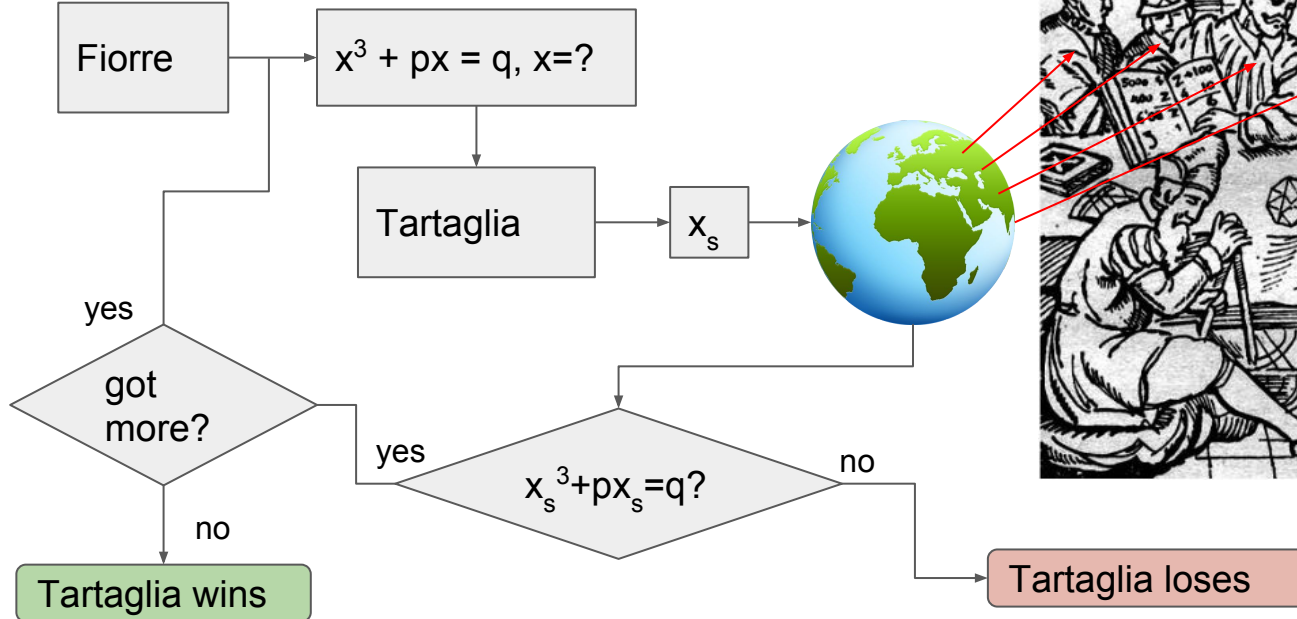 Fiorre
x³ + px = q, x=?
Tartaglia
xₛ
yes
got
more?
yes
xₛ³+pxₛ=q?
no
no
Tartaglia wins
Tartaglia loses